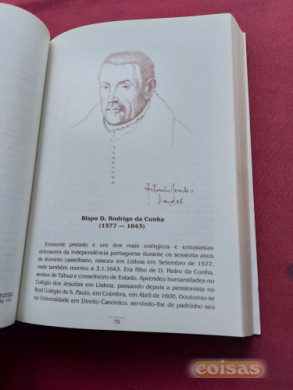 Bispo D. Rodrigo da Cunha
(1577 — 1643)
Eminente prelado e um dos mais enérgicos e entusiastas
defensores da independência portuguesa durante os sessenta anos
de domínio castelhano, nasceu em Lisboa em Setembro de 1577,
onde também morreu a 3.1.1643. Era filho de D. Pedro da Cunha,
senhor de Tábua e conselheiro de Estado. Aprendeu humanidades no
Colégio dos Jesuítas em Lisboa, passando depois a pensionista no
Real Colégio de S. Paulo, em Coimbra, em Abril de 1600. Doutorou-se
na Universidade em Direito Canónico, servindo-lhe de padrinho seu
coisas